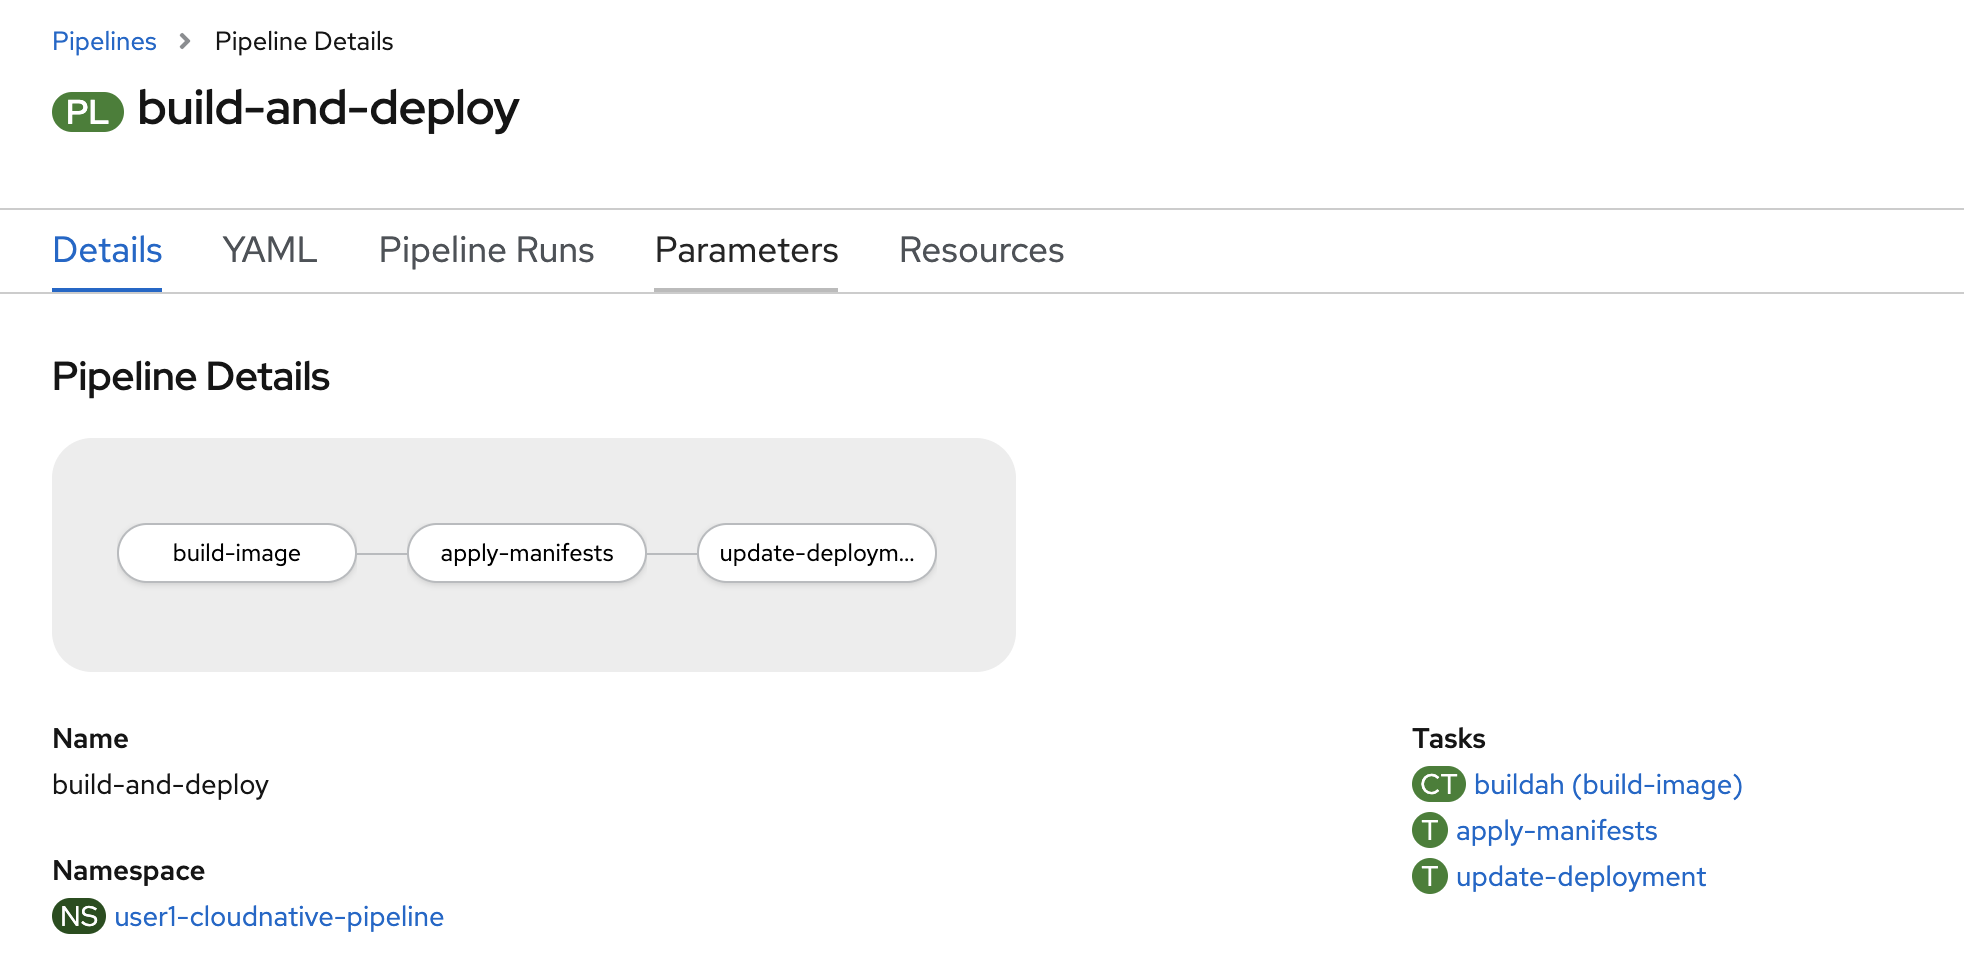 Pipelines > Pipeline Details
PL build-and-deploy
Details YAML Pipeline Runs Parameters Resources
Pipeline Details
build-image apply-manifests update-deploym...
Name
build-and-deploy
Namespace
NS user1-cloudnative-pipeline
Tasks
CT buildah (build-image)
T apply-manifests
T update-deployment